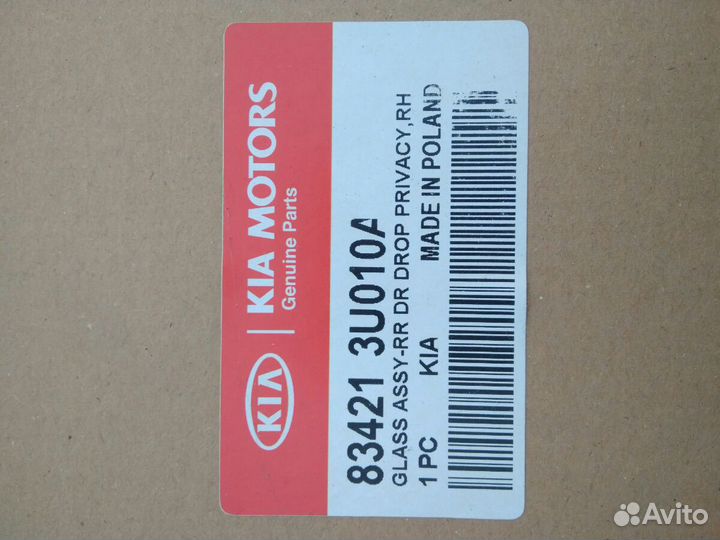 KIA
KIA MOTORS
Genuine Parts
83421 3U010A
GLASS ASSY-RR DR DROP PRIVACY,RH
1 PC KIA MADE IN POLAND
Avito